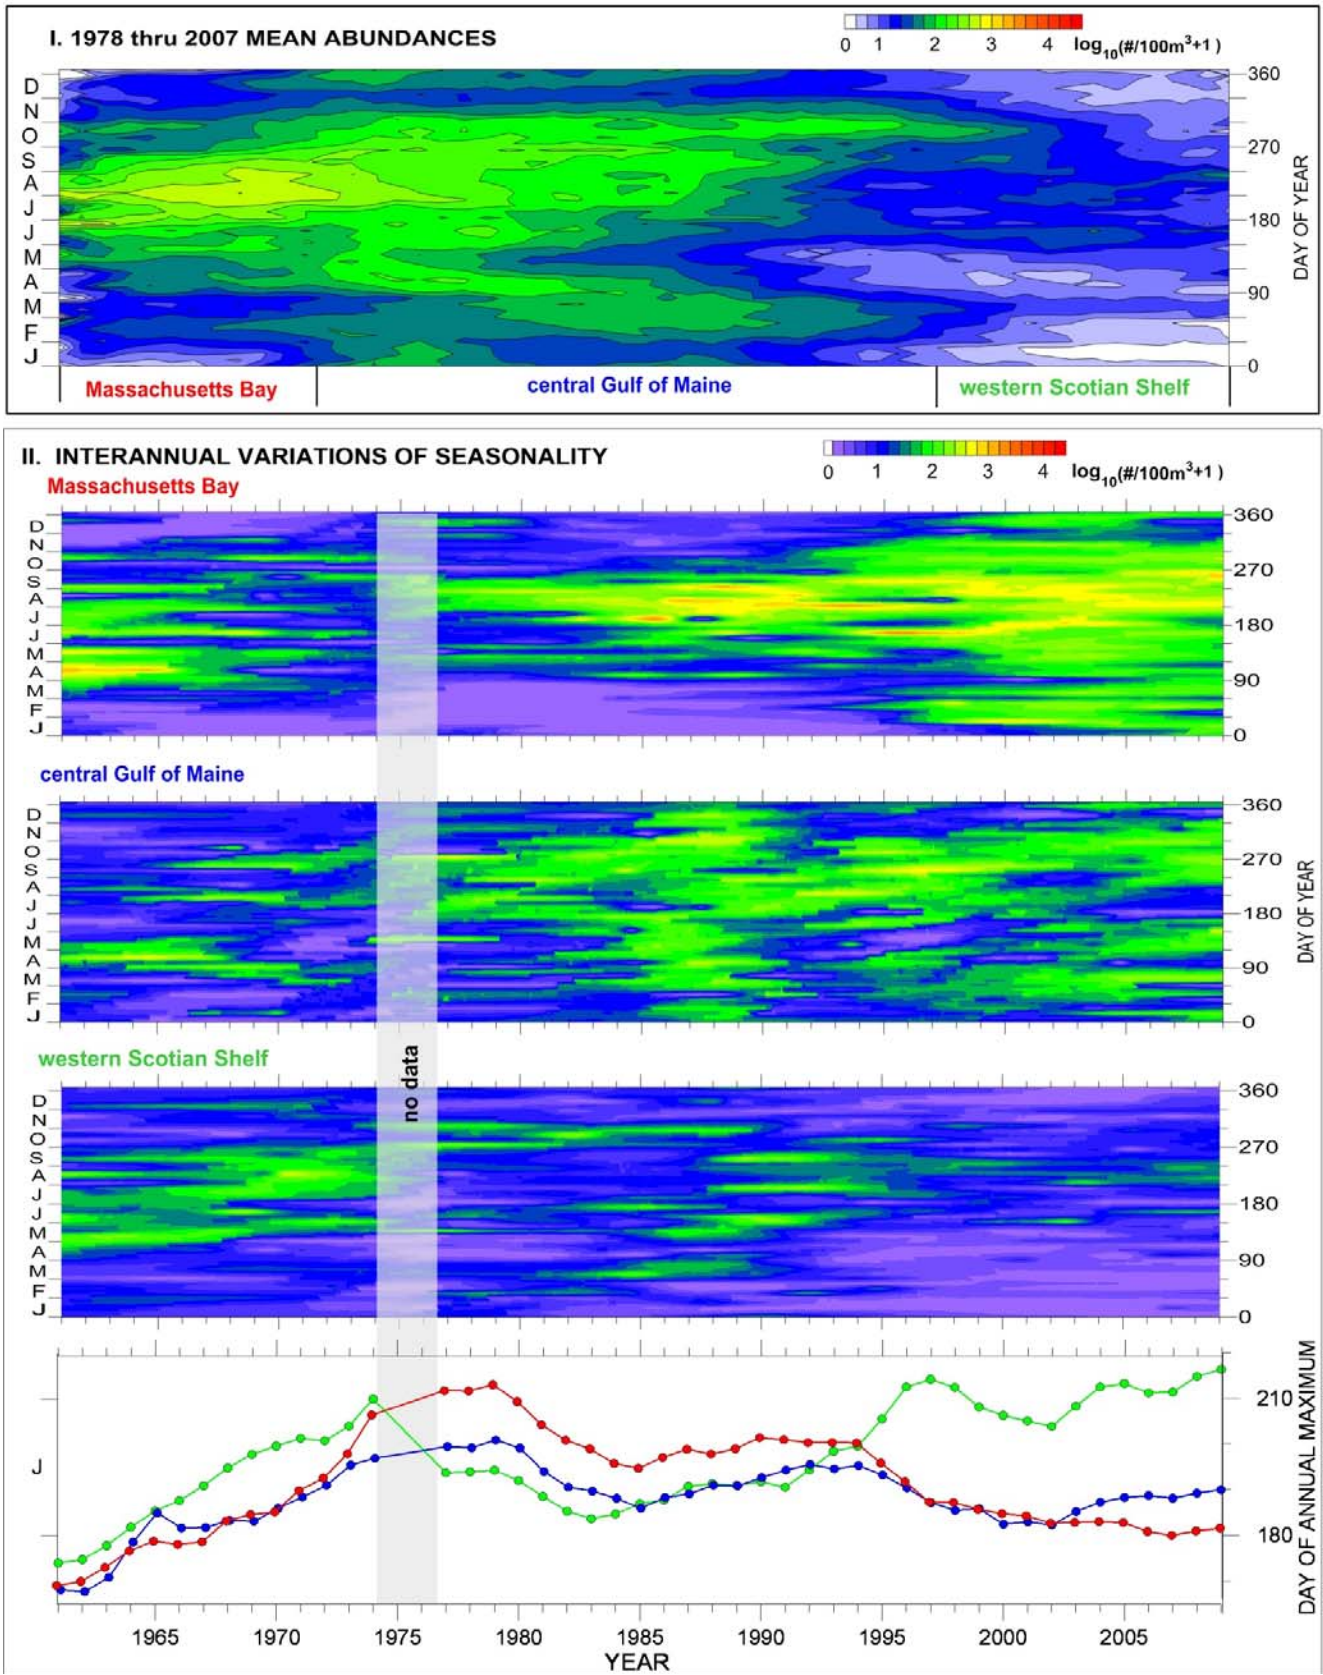 I. 1978 thru 2007 MEAN ABUNDANCES
0 1 2 3 4 log10(#/100m³+1 )
D
N
O
S
A
J
J
M
A
M
F
J
360
270
180
90
0
DAY OF YEAR
Massachusetts Bay central Gulf of Maine western Scotian Shelf
II. INTERANNUAL VARIATIONS OF SEASONALITY
0 1 2 3 4 log10(#/100m³+1)
Massachusetts Bay
D
N
O
S
A
J
J
M
A
M
F
J
360
270
180
90
0
central Gulf of Maine
D
N
O
S
A
J
J
M
A
M
F
J
360
270
180
90
0
DAY OF YEAR
western Scotian Shelf
no data
D
N
O
S
A
J
J
M
A
M
F
J
360
270
180
90
0
J
210
180
DAY OF ANNUAL MAXIMUM
1965 1970 1975 1980 1985 1990 1995 2000 2005
YEAR